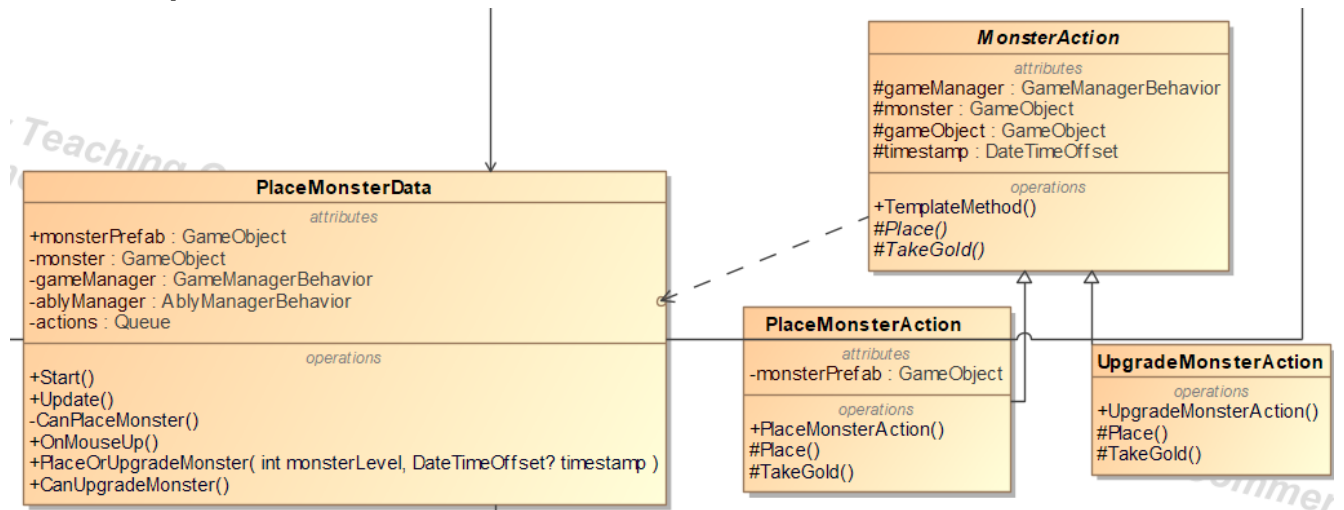 MonsterAction
attributes
#gameManager : GameManagerBehavior
#monster : GameObject
#gameObject : GameObject
#timestamp : DateTimeOffset
operations
+TemplateMethod()
#Place()
#TakeGold()
Teaching
PlaceMonsterData
attributes
+monsterPrefab : GameObject
-monster : GameObject
-gameManager : GameManagerBehavior
-ablyManager : AblyManagerBehavior
-actions : Queue
operations
+Start()
+Update()
-CanPlaceMonster()
+OnMouseUp()
+PlaceOrUpgradeMonster( int monsterLevel, DateTimeOffset? timestamp )
+CanUpgradeMonster()
PlaceMonsterAction
attributes
-monsterPrefab : GameObject
operations
+PlaceMonsterAction()
#Place()
#TakeGold()
UpgradeMonsterAction
operations
+UpgradeMonsterAction()
#Place()
#TakeGold()